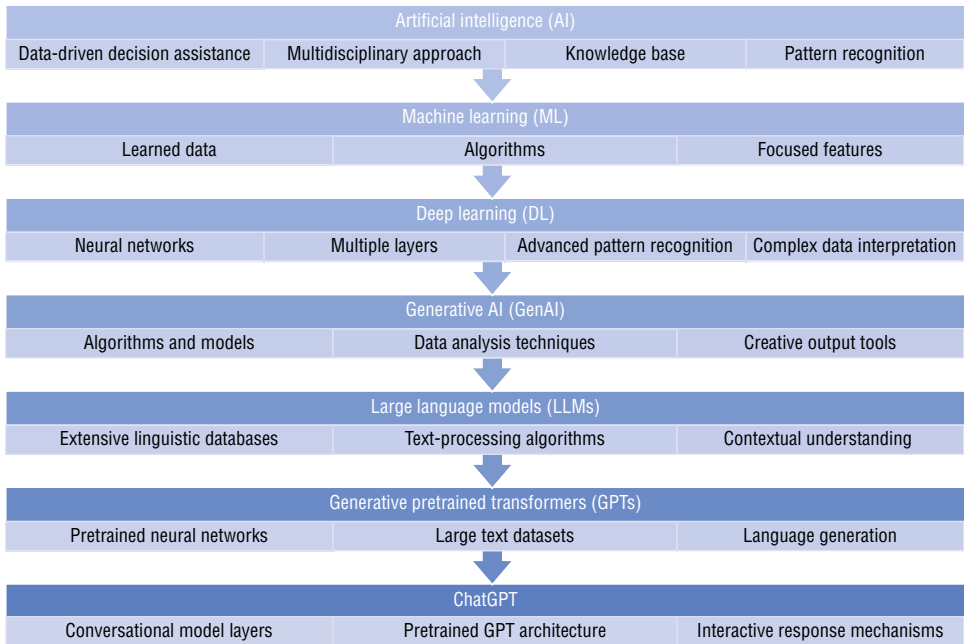 Artificial intelligence (AI)
Data-driven decision assistance Multidisciplinary approach Knowledge base Pattern recognition
Machine learning (ML)
Learned data Algorithms Focused features
Deep learning (DL)
Neural networks Multiple layers Advanced pattern recognition Complex data interpretation
Generative AI (GenAI)
Algorithms and models Data analysis techniques Creative output tools
Large language models (LLMs)
Extensive linguistic databases Text-processing algorithms Contextual understanding
Generative pretrained transformers (GPTs)
Pretrained neural networks Large text datasets Language generation
ChatGPT
Conversational model layers Pretrained GPT architecture Interactive response mechanisms